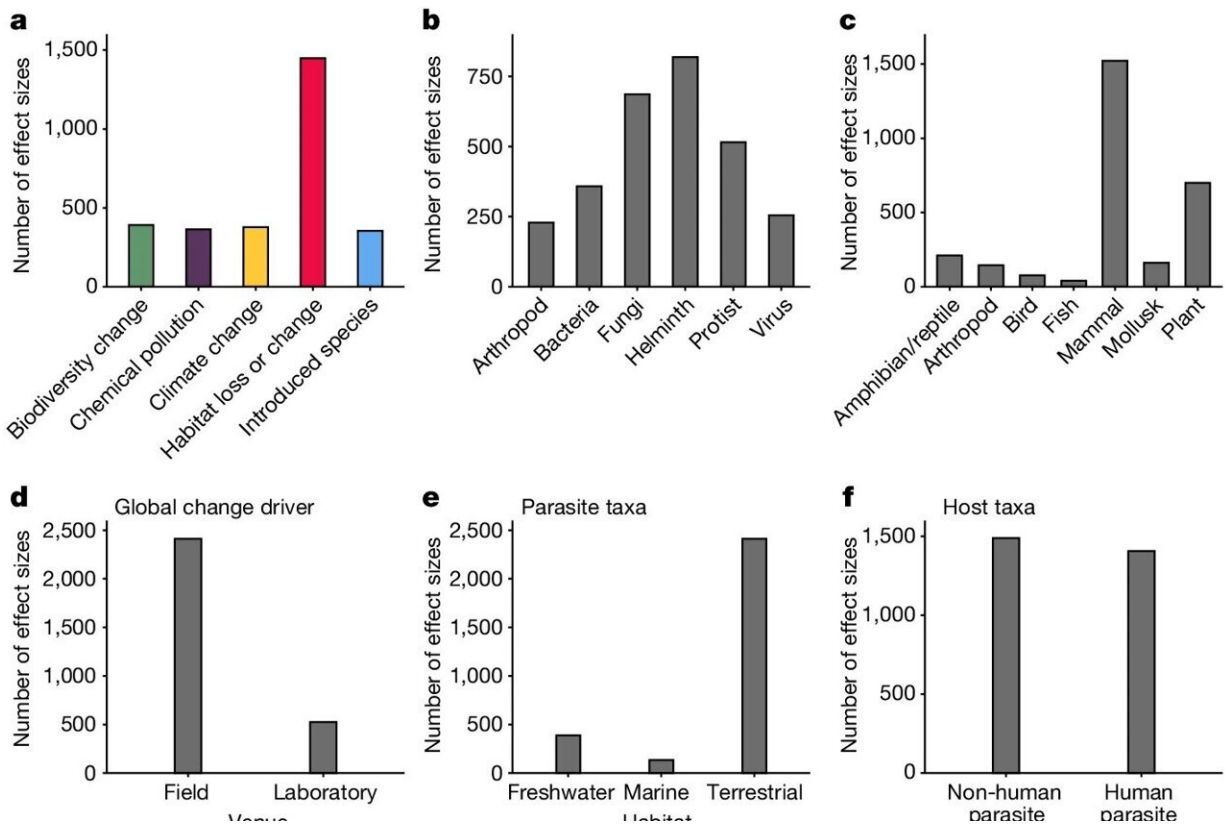 a
Number of effect sizes
1,500
1,000
500
0
Biodiversity change
Chemical pollution
Climate change
Habitat loss or change
Introduced species
Global change driver
b
Number of effect sizes
750
500
250
0
Arthropod
Bacteria
Fungi
Helminth
Protist
Virus
Parasite taxa
c
Number of effect sizes
1,500
1,000
500
0
Amphibian/reptile
Arthropod
Bird
Fish
Mammal
Mollusk
Plant
Host taxa
d
Number of effect sizes
2,500
2,000
1,500
1,000
500
0
Field
Laboratory
Venue
e
Number of effect sizes
2,500
2,000
1,500
1,000
500
0
Freshwater
Marine
Terrestrial
Habitat
f
Number of effect sizes
1,500
1,000
500
0
Non-human
parasite
Human
parasite